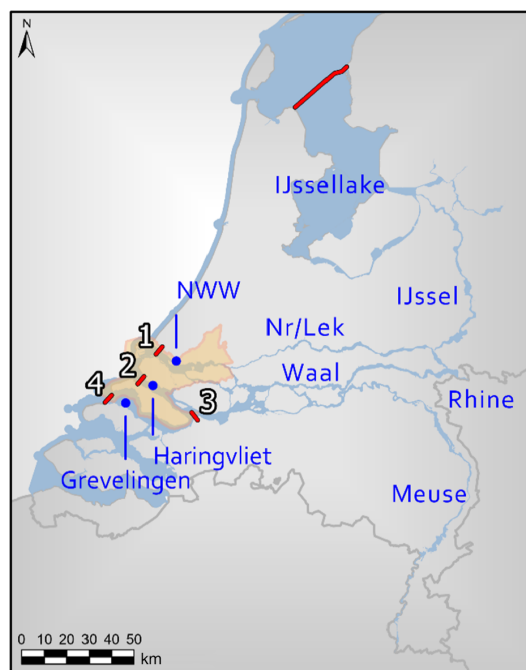 N
IJssellake
NWW
IJssel
1
Nr/Lek
2
Waal
4
3
Rhine
Haringvliet
Grevelingen
Meuse
0 10 20 30 40 50
km